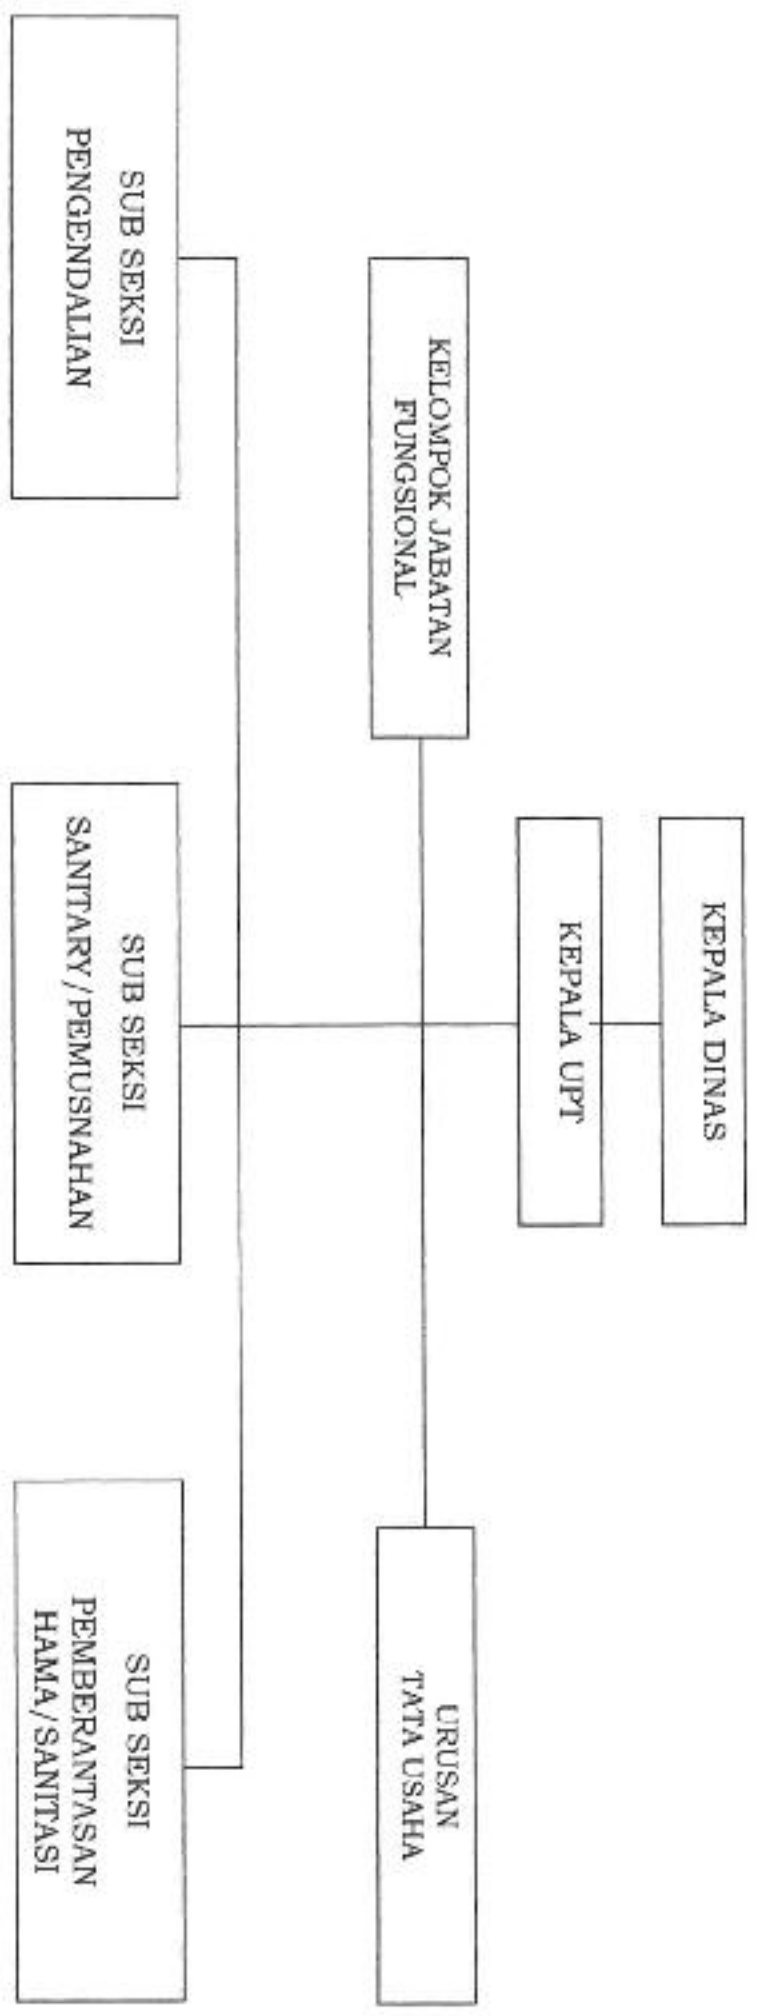 KEPALA DINAS
KEPALA UPT
KELOMPOK JABATAN
FUNGSIONAL
URUSAN
TATA USAHA
SUB SEKSI
PENGENDALIAN
SUB SEKSI
SANITARY/PEMUSNAHAN
SUB SEKSI
PEMBERANTASAN
HAMA/SANITASI